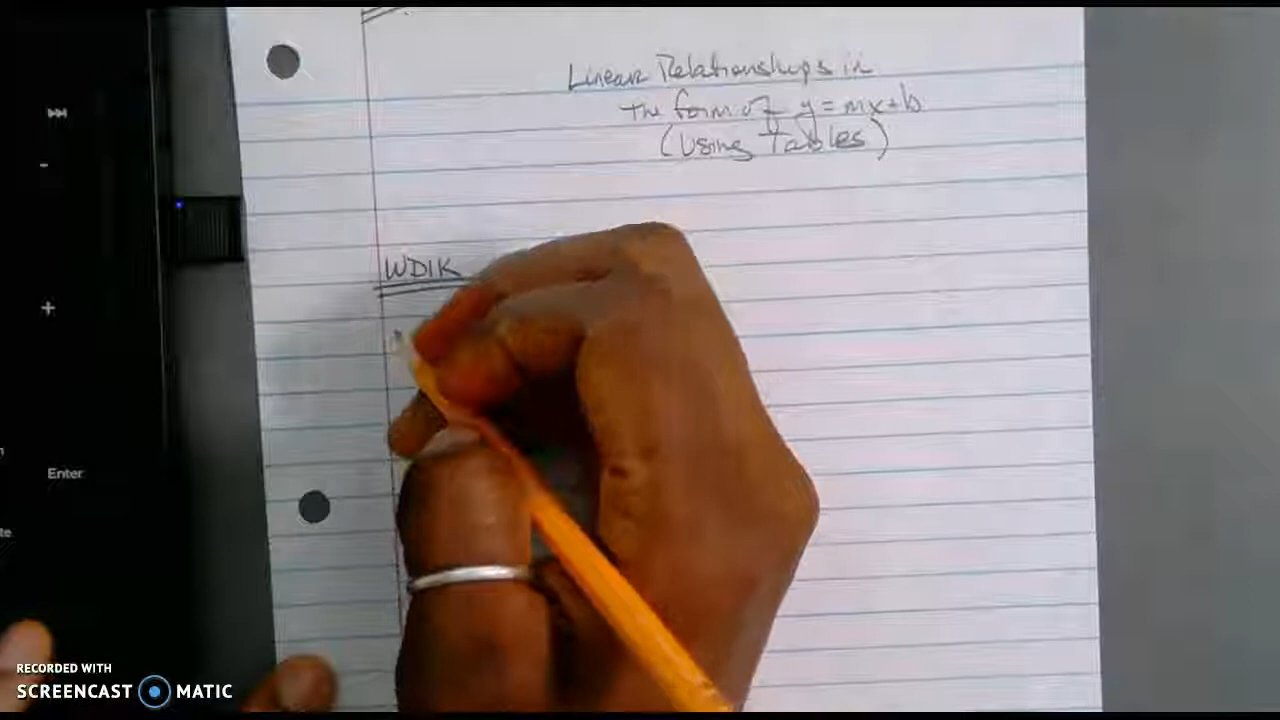 Linear Relationships in
The form of y = mx+b
(Using Tables)
WDIK
Enter
RECORDED WITH
SCREENCAST MATIC